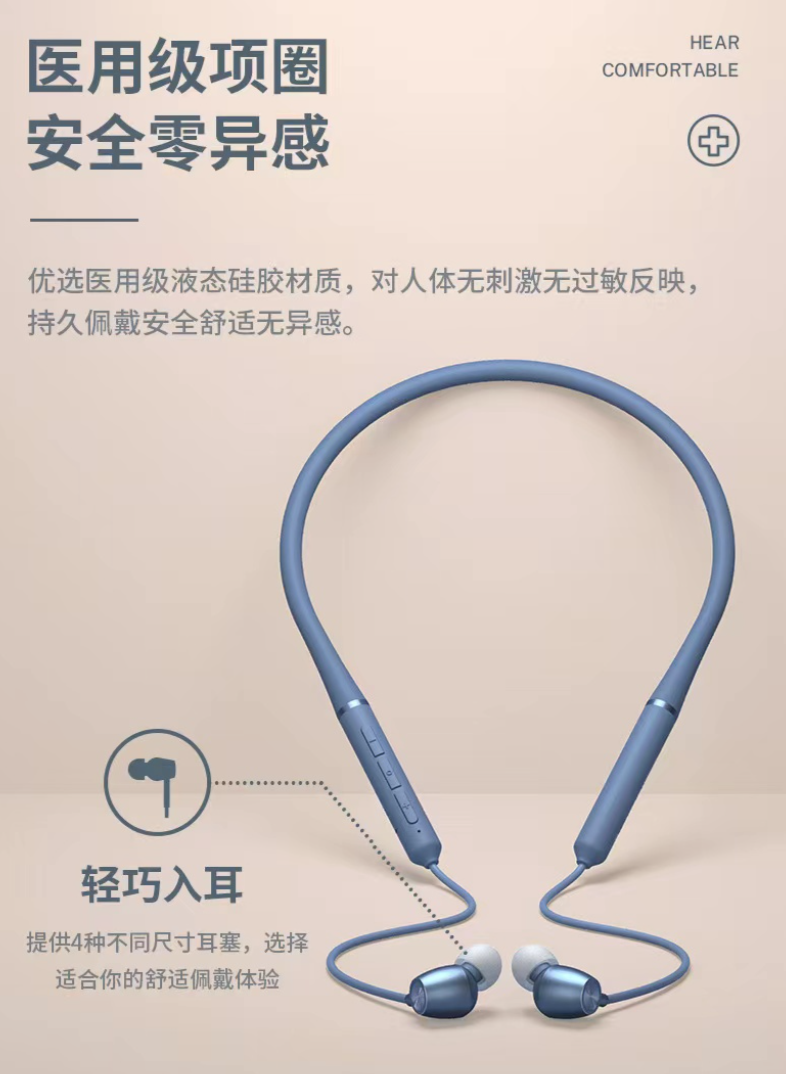 医用级项圈
安全零异感
HEAR
COMFORTABLE
优选医用级液态硅胶材质，对人体无刺激无过敏反映，
持久佩戴安全舒适无异感。
轻巧入耳
提供4种不同尺寸耳塞，选择
适合你的舒适佩戴体验